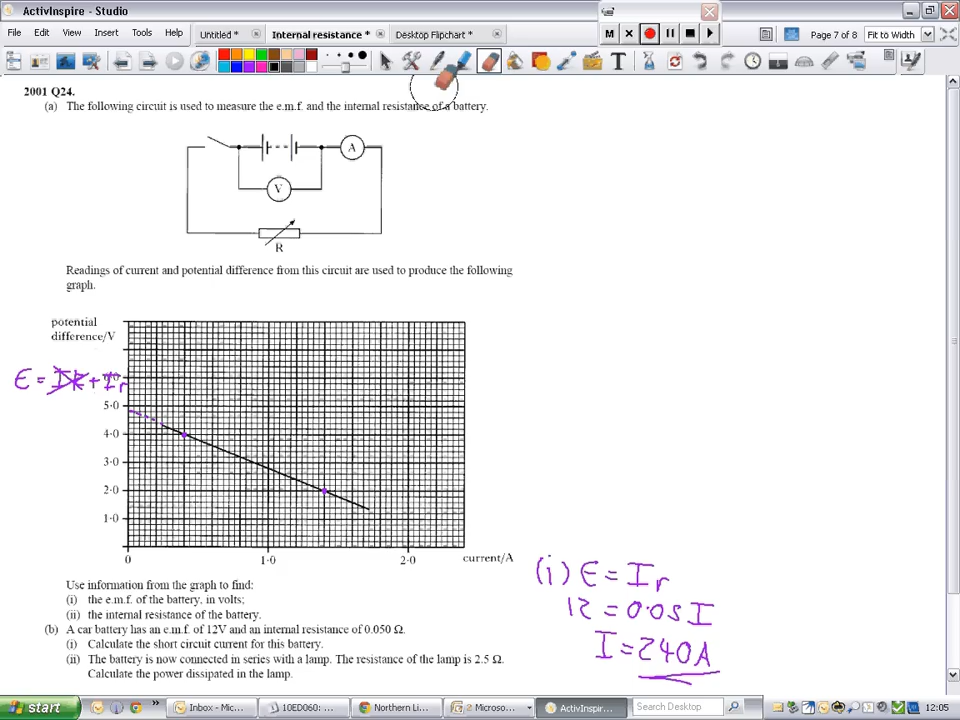 ActivInspire - Studio
File Edit View Insert Tools Help
Untitled * Internal resistance * Desktop Flipchart *
M
Page 7 of 8 Fit to Width
2001 Q24.
(a) The following circuit is used to measure the e.m.f. and the internal resistance of a battery.
A
V
R
Readings of current and potential difference from this circuit are used to produce the following
graph.
potential
difference/V
ϵ = IR + Ir
5·0
4·0
3·0
2·0
1·0
0 1·0 2·0 current/A
Use information from the graph to find:
(i) the e.m.f. of the battery, in volts;
(ii) the internal resistance of the battery.
(b) A car battery has an e.m.f. of 12V and an internal resistance of 0.050 Ω.
(i) Calculate the short circuit current for this battery.
(ii) The battery is now connected in series with a lamp. The resistance of the lamp is 2.5 Ω.
Calculate the power dissipated in the lamp.
(i) ϵ = Ir
12 = 0.05 I
I = 240A
start Inbox - Mic... 10ED060: ... Northern Li... 2 Microso... ActivInspir... Search Desktop 12:05